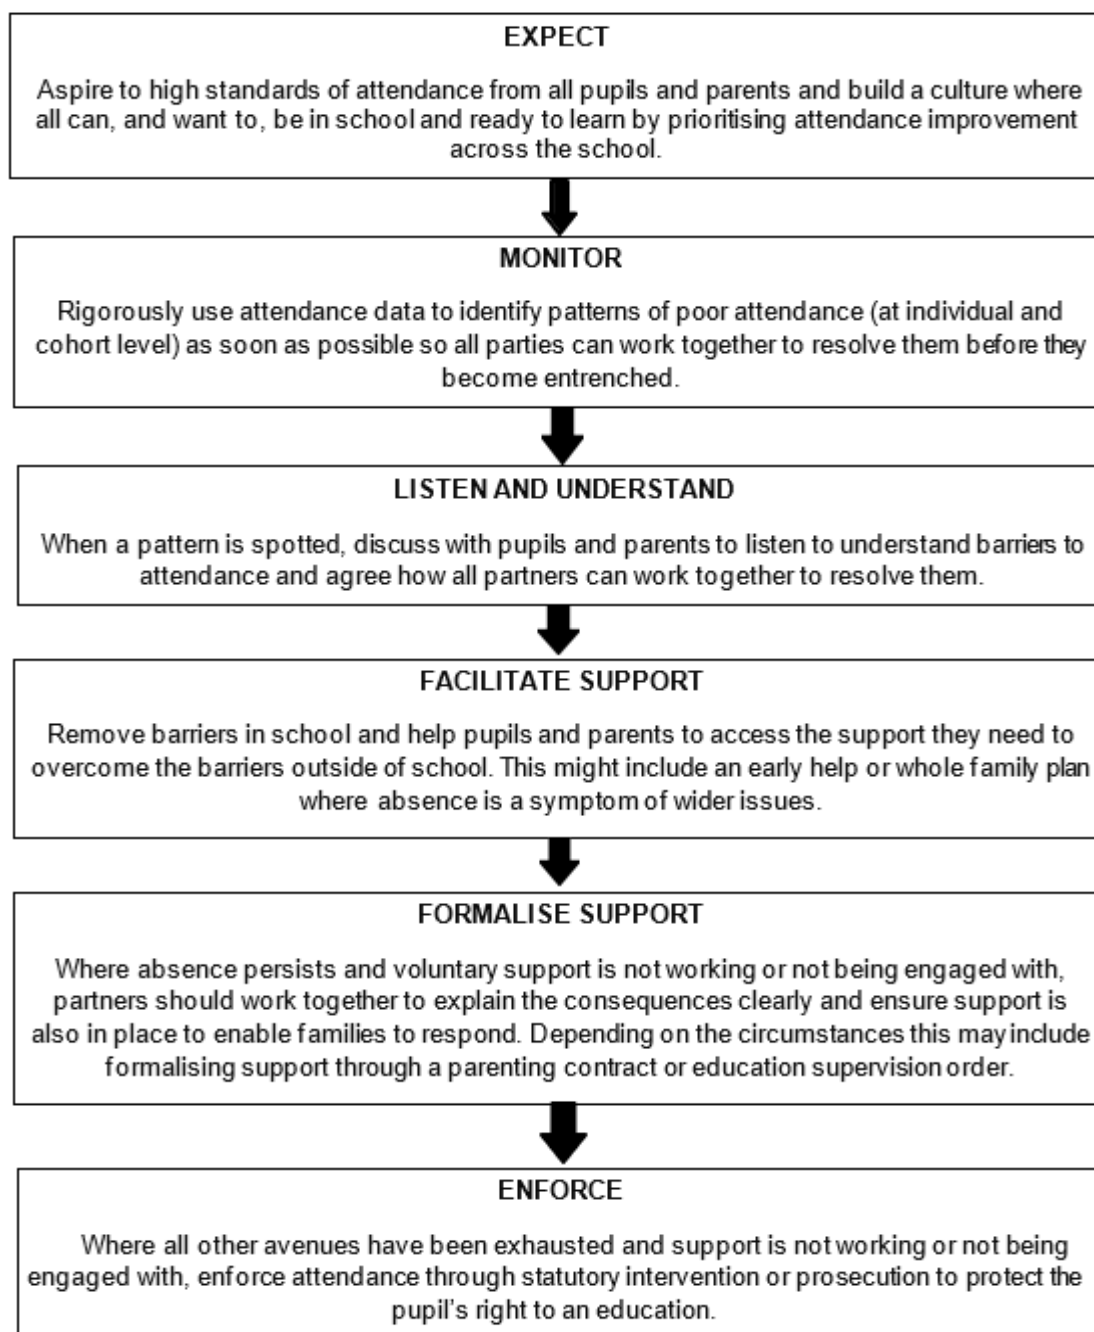 EXPECT
Aspire to high standards of attendance from all pupils and parents and build a culture where
all can, and want to, be in school and ready to learn by prioritising attendance improvement
across the school.
MONITOR
Rigorously use attendance data to identify patterns of poor attendance (at individual and
cohort level) as soon as possible so all parties can work together to resolve them before they
become entrenched.
LISTEN AND UNDERSTAND
When a pattern is spotted, discuss with pupils and parents to listen to understand barriers to
attendance and agree how all partners can work together to resolve them.
FACILITATE SUPPORT
Remove barriers in school and help pupils and parents to access the support they need to
overcome the barriers outside of school. This might include an early help or whole family plan
where absence is a symptom of wider issues.
FORMALISE SUPPORT
Where absence persists and voluntary support is not working or not being engaged with,
partners should work together to explain the consequences clearly and ensure support is
also in place to enable families to respond. Depending on the circumstances this may include
formalising support through a parenting contract or education supervision order.
ENFORCE
Where all other avenues have been exhausted and support is not working or not being
engaged with, enforce attendance through statutory intervention or prosecution to protect the
pupil's right to an education.